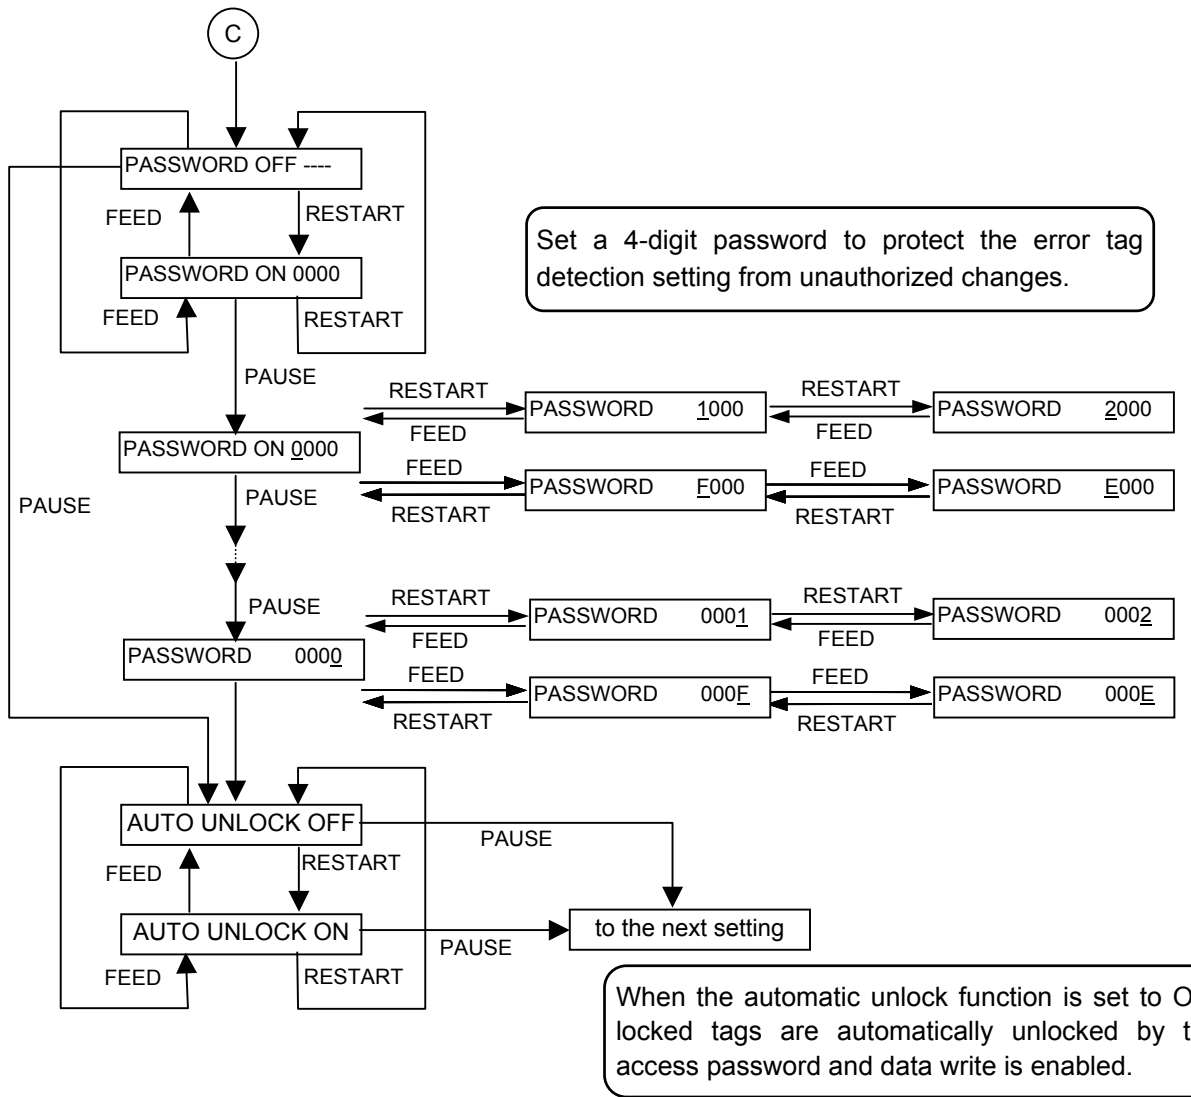 C
PASSWORD OFF ----
FEED
RESTART
PASSWORD ON 0000
FEED
RESTART
Set a 4-digit password to protect the error tag
detection setting from unauthorized changes.
PAUSE
RESTART
RESTART
PASSWORD 1000
PASSWORD 2000
FEED
FEED
PASSWORD ON 0000
FEED
FEED
PASSWORD F000
PASSWORD E000
RESTART
RESTART
PAUSE
PAUSE
PAUSE
RESTART
RESTART
PASSWORD 0001
PASSWORD 0002
FEED
FEED
PASSWORD 0000
FEED
FEED
PASSWORD 000F
PASSWORD 000E
RESTART
RESTART
AUTO UNLOCK OFF
PAUSE
FEED
RESTART
AUTO UNLOCK ON
PAUSE
to the next setting
FEED
RESTART
When the automatic unlock function is set to
locked tags are automatically unlocked by
access password and data write is enabled.